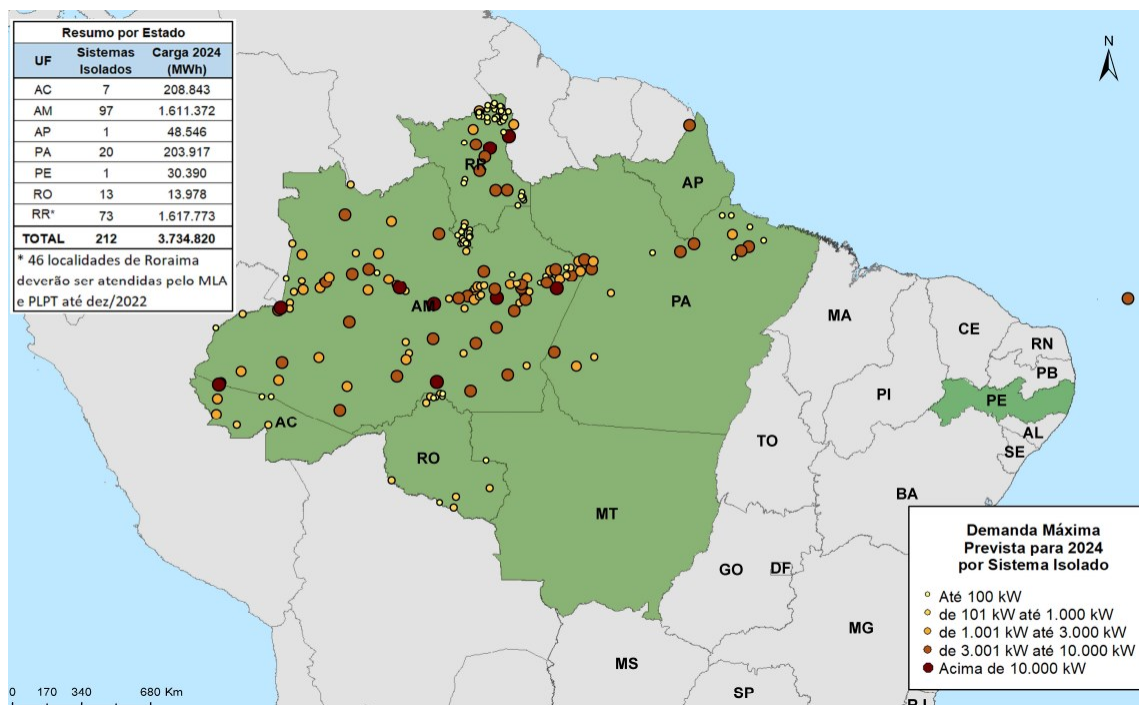 Resumo por Estado
UF Sistemas Isolados Carga 2024 (MWh)
AC 7 208.843
AM 97 1.611.372
AP 1 48.546
PA 20 203.917
PE 1 30.390
RO 13 13.978
RR* 73 1.617.773
TOTAL 212 3.734.820
* 46 localidades de Roraima
deverão ser atendidas pelo MLA
e PLPT até dez/2022
N
RR
AP
AM
PA
MA
CE
RN
PB
PI
PE
AC
AL
SE
TO
RO
BA
MT
GO
DF
MG
MS
SP
RJ
Demanda Máxima
Prevista para 2024
por Sistema Isolado
Até 100 kW
de 101 kW até 1.000 kW
de 1.001 kW até 3.000 kW
de 3.001 kW até 10.000 kW
Acima de 10.000 kW
0 170 340 680 Km